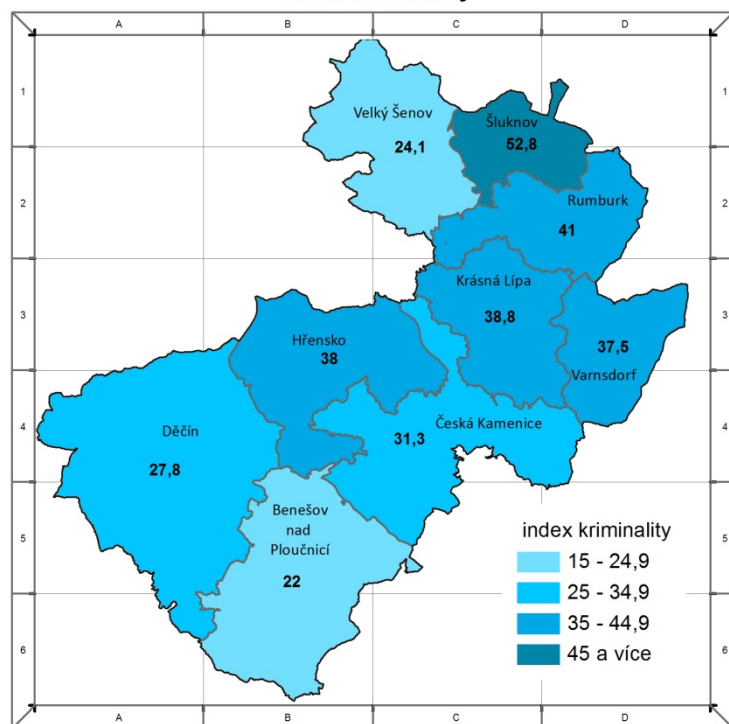 A B C D
1 1
Velký Šenov
24,1
Šluknov
52,8
2 2
Rumburk
41
Krásná Lípa
38,8
3 3
Hřensko
38
37,5
Varnsdorf
4 4
Děčín
27,8
Česká Kamenice
31,3
5 5
Benešov
nad
Ploučnicí
22
index kriminality
15 - 24,9
25 - 34,9
35 - 44,9
45 a více
6 6
A B C D